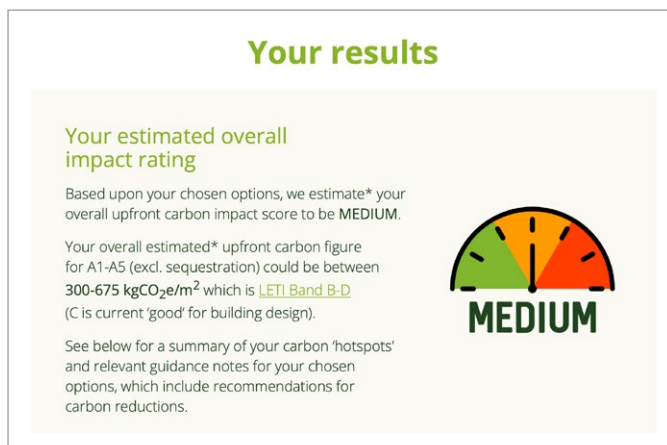 Your results
Your estimated overall
impact rating
Based upon your chosen options, we estimate* your
overall upfront carbon impact score to be MEDIUM.
Your overall estimated* upfront carbon figure
for A1-A5 (excl. sequestration) could be between
300-675 kgCO₂e/m² which is LETI Band B-D
(C is current ‘good’ for building design).
See below for a summary of your carbon ‘hotspots’
and relevant guidance notes for your chosen
options, which include recommendations for
carbon reductions.
MEDIUM